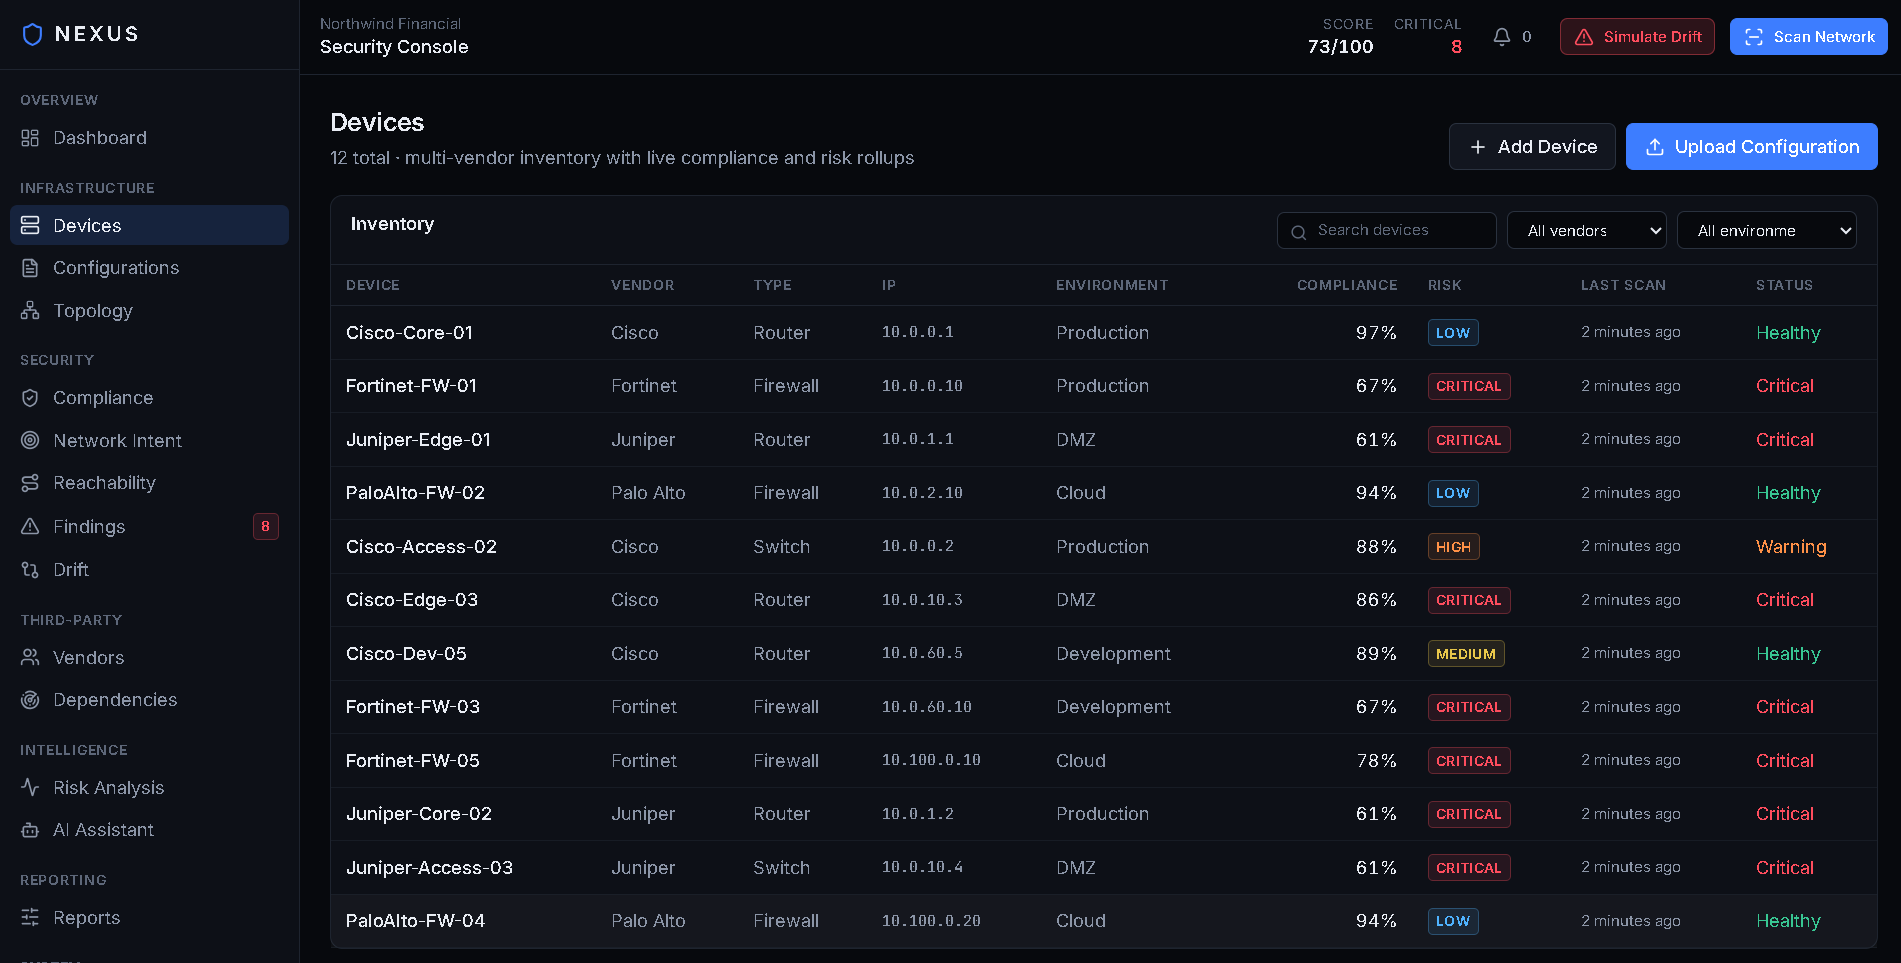 NEXUS
OVERVIEW
Dashboard
INFRASTRUCTURE
Devices
Configurations
Topology
SECURITY
Compliance
Network Intent
Reachability
Findings 8
Drift
THIRD-PARTY
Vendors
Dependencies
INTELLIGENCE
Risk Analysis
AI Assistant
REPORTING
Reports
Northwind Financial
Security Console
SCORE
73/100
CRITICAL
8
0
Simulate Drift
Scan Network
Devices
12 total · multi-vendor inventory with live compliance and risk rollups
Add Device
Upload Configuration
Inventory
Search devices
All vendors
All environme
DEVICE VENDOR TYPE IP ENVIRONMENT COMPLIANCE RISK LAST SCAN STATUS
Cisco-Core-01 Cisco Router 10.0.0.1 Production 97% LOW 2 minutes ago Healthy
Fortinet-FW-01 Fortinet Firewall 10.0.0.10 Production 67% CRITICAL 2 minutes ago Critical
Juniper-Edge-01 Juniper Router 10.0.1.1 DMZ 61% CRITICAL 2 minutes ago Critical
PaloAlto-FW-02 Palo Alto Firewall 10.0.2.10 Cloud 94% LOW 2 minutes ago Healthy
Cisco-Access-02 Cisco Switch 10.0.0.2 Production 88% HIGH 2 minutes ago Warning
Cisco-Edge-03 Cisco Router 10.0.10.3 DMZ 86% CRITICAL 2 minutes ago Critical
Cisco-Dev-05 Cisco Router 10.0.60.5 Development 89% MEDIUM 2 minutes ago Healthy
Fortinet-FW-03 Fortinet Firewall 10.0.60.10 Development 67% CRITICAL 2 minutes ago Critical
Fortinet-FW-05 Fortinet Firewall 10.100.0.10 Cloud 78% CRITICAL 2 minutes ago Critical
Juniper-Core-02 Juniper Router 10.0.1.2 Production 61% CRITICAL 2 minutes ago Critical
Juniper-Access-03 Juniper Switch 10.0.10.4 DMZ 61% CRITICAL 2 minutes ago Critical
PaloAlto-FW-04 Palo Alto Firewall 10.100.0.20 Cloud 94% LOW 2 minutes ago Healthy